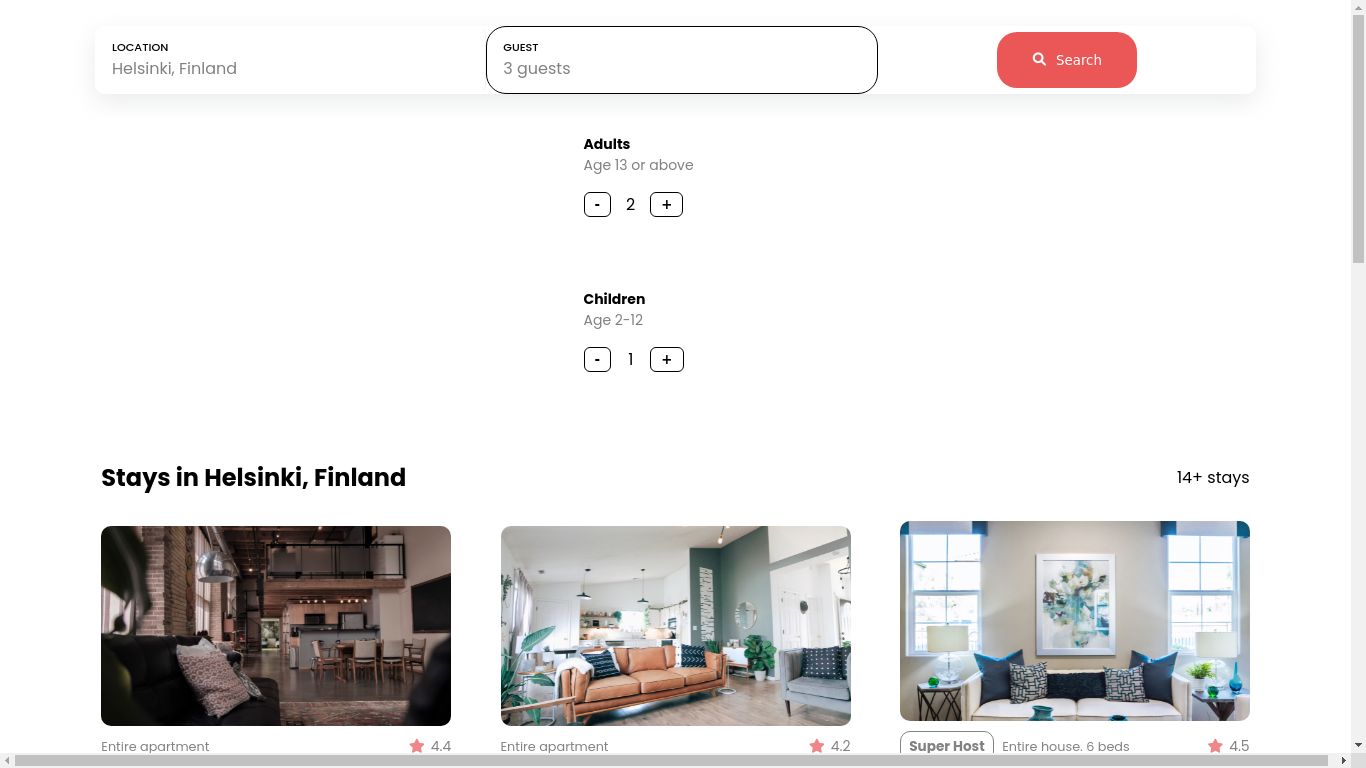 LOCATION
Helsinki, Finland
GUEST
3 guests
Search
Adults
Age 13 or above
- 2 +
Children
Age 2-12
- 1 +
Stays in Helsinki, Finland
14+ stays
Entire apartment
4.4
Entire apartment
4.2
Super Host
Entire house. 6 beds
4.5